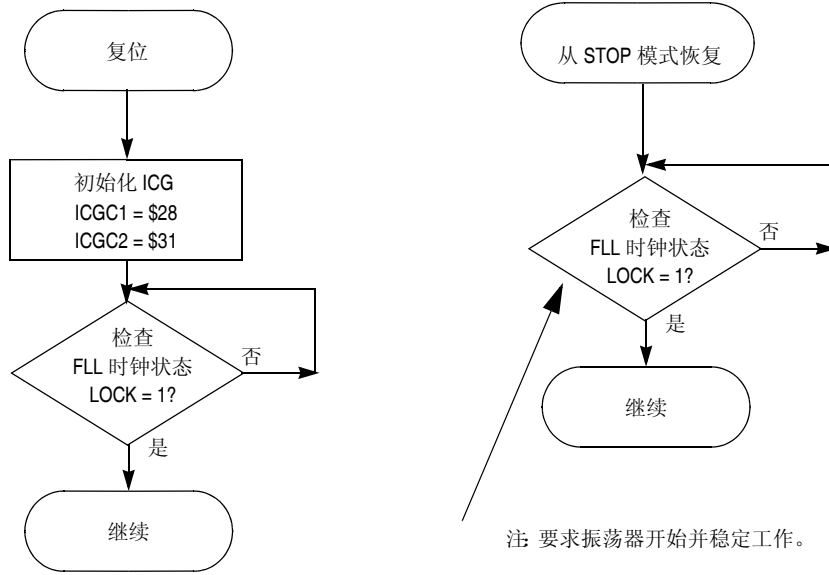 复位
初始化 ICG
ICGC1 = $28
ICGC2 = $31
检查
FLL 时钟状态
LOCK = 1?
否
是
继续
从 STOP 模式恢复
检查
FLL 时钟状态
LOCK = 1?
否
是
继续
注: 要求振荡器开始并稳定工作。